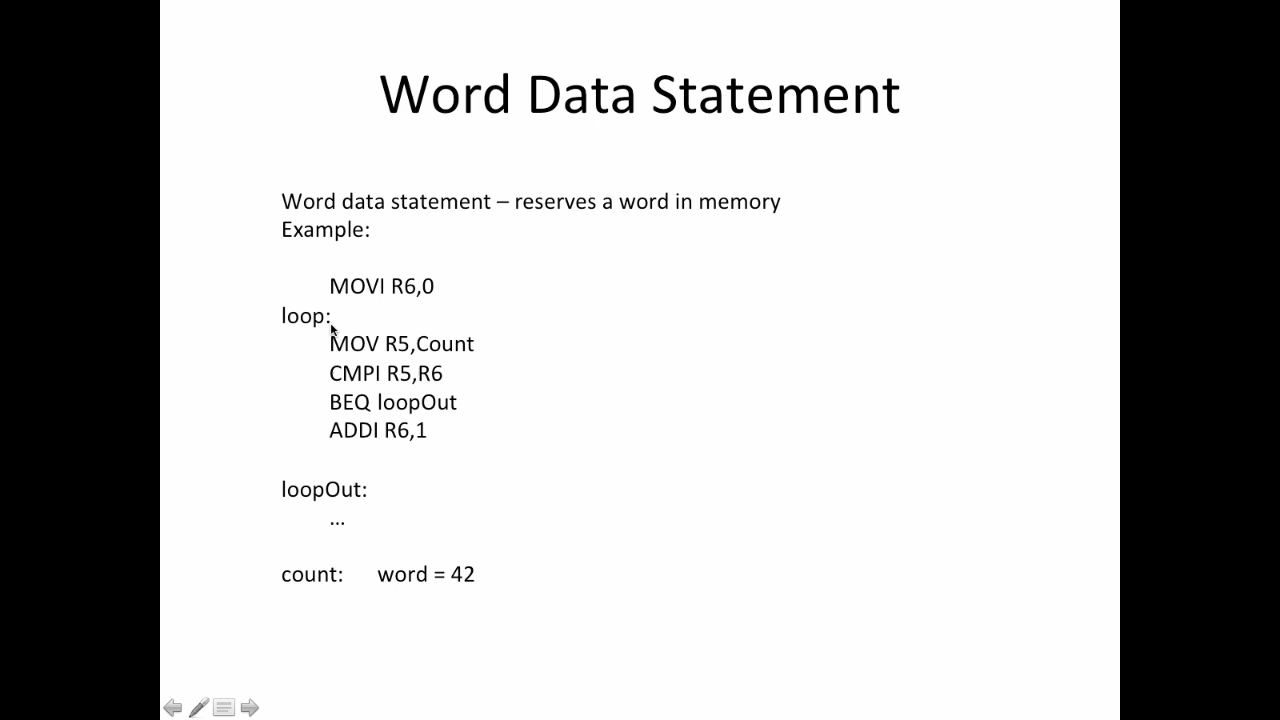 Word Data Statement
Word data statement – reserves a word in memory
Example:
MOVI R6,0
loop:
MOV R5,Count
CMPI R5,R6
BEQ loopOut
ADDI R6,1
loopOut:
...
count: word = 42